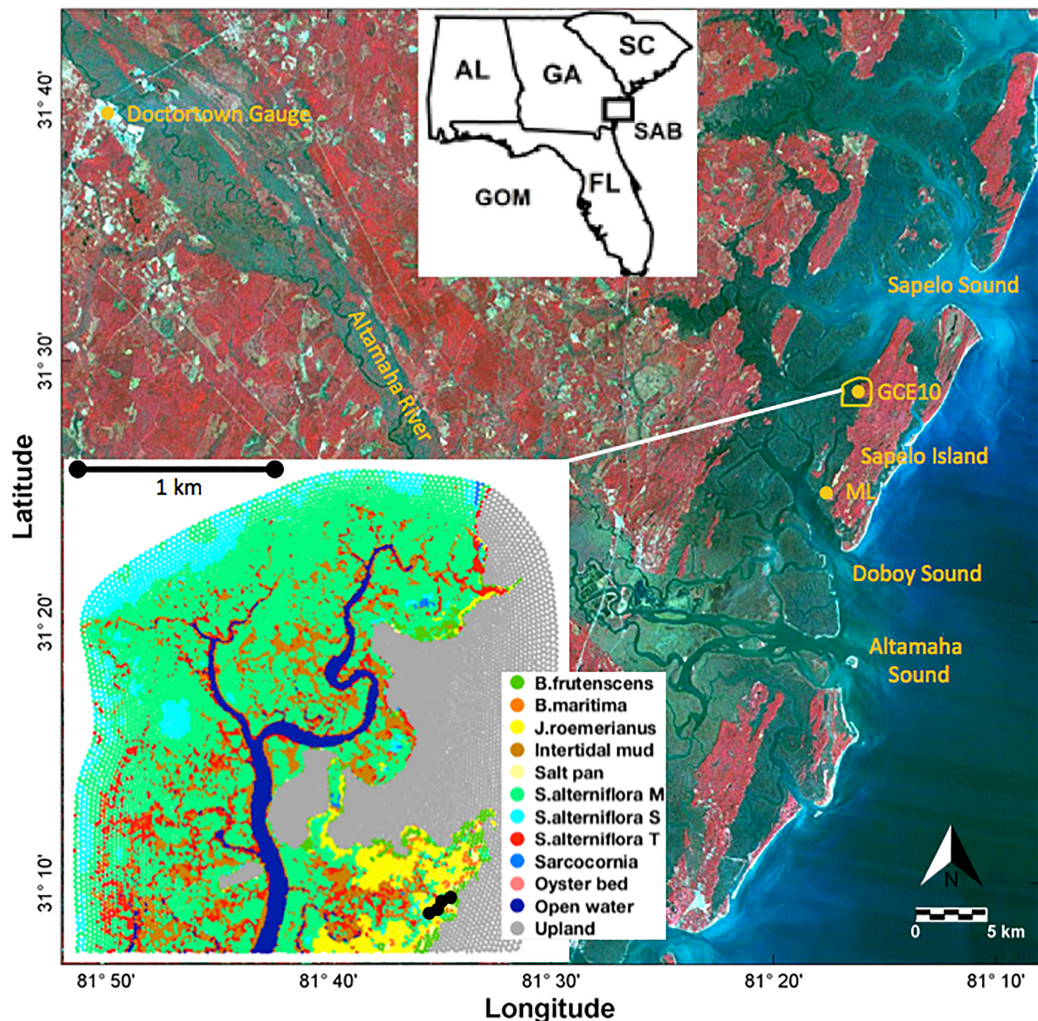 AL
GA
SC
SAB
GOM
FL
31° 40'
Doctortown Gauge
Sapelo Sound
31° 30'
Altamaha River
GCE10
Sapelo Island
ML
Latitude
1 km
Doboy Sound
31° 20'
Altamaha
Sound
B.frutenscens
B.maritima
J.roemerianus
Intertidal mud
Salt pan
S.alterniflora M
S.alterniflora S
S.alterniflora T
Sarcocornia
Oyster bed
Open water
Upland
31° 10'
N
0 5 km
81° 50' 81° 40' 81° 30' 81° 20' 81° 10'
Longitude